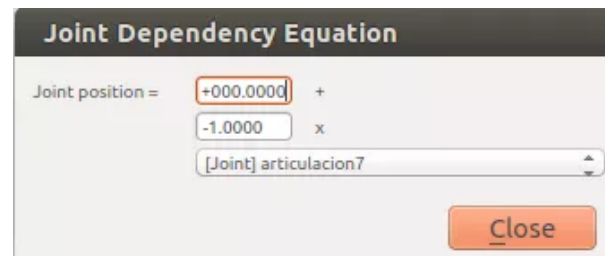 Joint Dependency Equation
Joint position = +000.0000 +
-1.0000 x
[Joint] articulacion7
Close